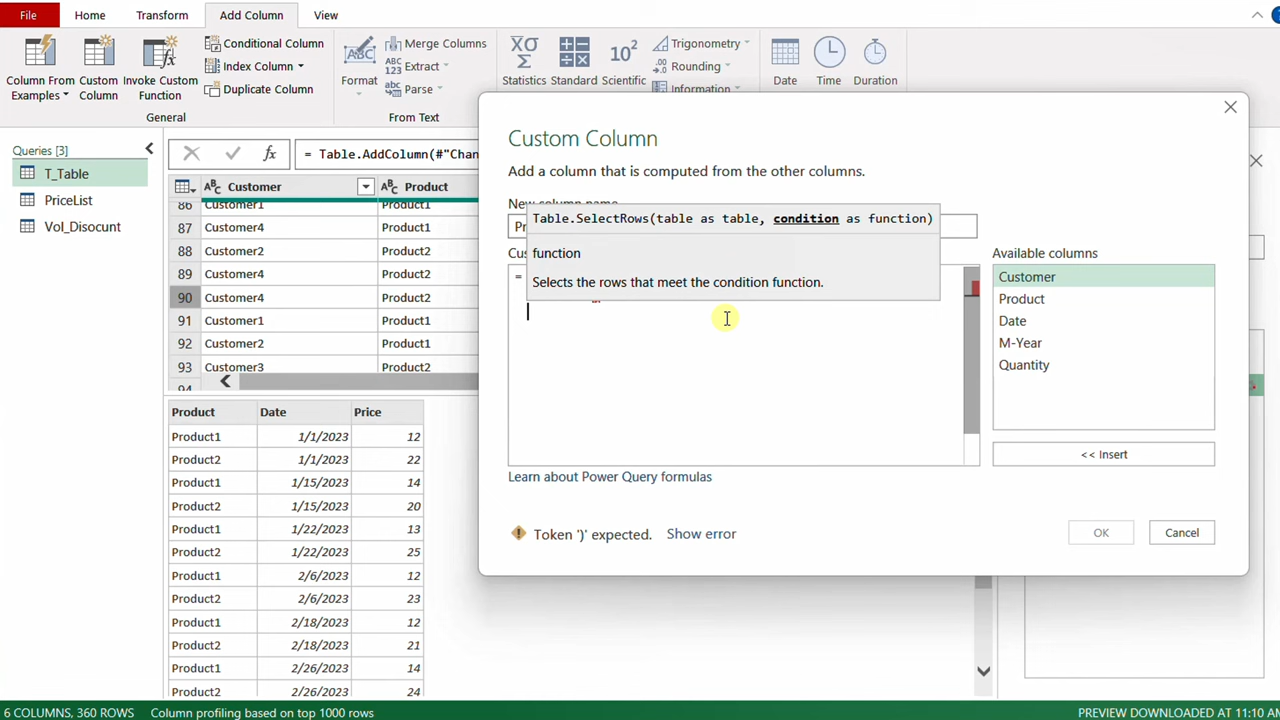 File Home Transform Add Column View
Column From Examples
Custom Column
Invoke Custom Function
Conditional Column
Index Column
Duplicate Column
General
Format
Merge Columns
Extract
Parse
From Text
Statistics
Standard
Scientific
Trigonometry
Rounding
Information
Date
Time
Duration
Queries [3]
T_Table
PriceList
Vol_Disocunt
= Table.AddColumn(#"Chan
Customer Product
86 Customer1 Product1
87 Customer4 Product1
88 Customer2 Product2
89 Customer4 Product2
90 Customer4 Product2
91 Customer1 Product1
92 Customer2 Product1
93 Customer3 Product2
94
Product Date Price
Product1 1/1/2023 12
Product2 1/1/2023 22
Product1 1/15/2023 14
Product2 1/15/2023 20
Product1 1/22/2023 13
Product2 1/22/2023 25
Product1 2/6/2023 12
Product2 2/6/2023 23
Product1 2/18/2023 12
Product2 2/18/2023 21
Product1 2/26/2023 14
Product2 2/26/2023 24
Custom Column
Add a column that is computed from the other columns.
New column name
Pr
Table.SelectRows(table as table, condition as function)
function
Selects the rows that meet the condition function.
=
Available columns
Customer
Product
Date
M-Year
Quantity
<< Insert
Learn about Power Query formulas
Token ')' expected. Show error
OK Cancel
6 COLUMNS, 360 ROWS Column profiling based on top 1000 rows
PREVIEW DOWNLOADED AT 11:10 AM